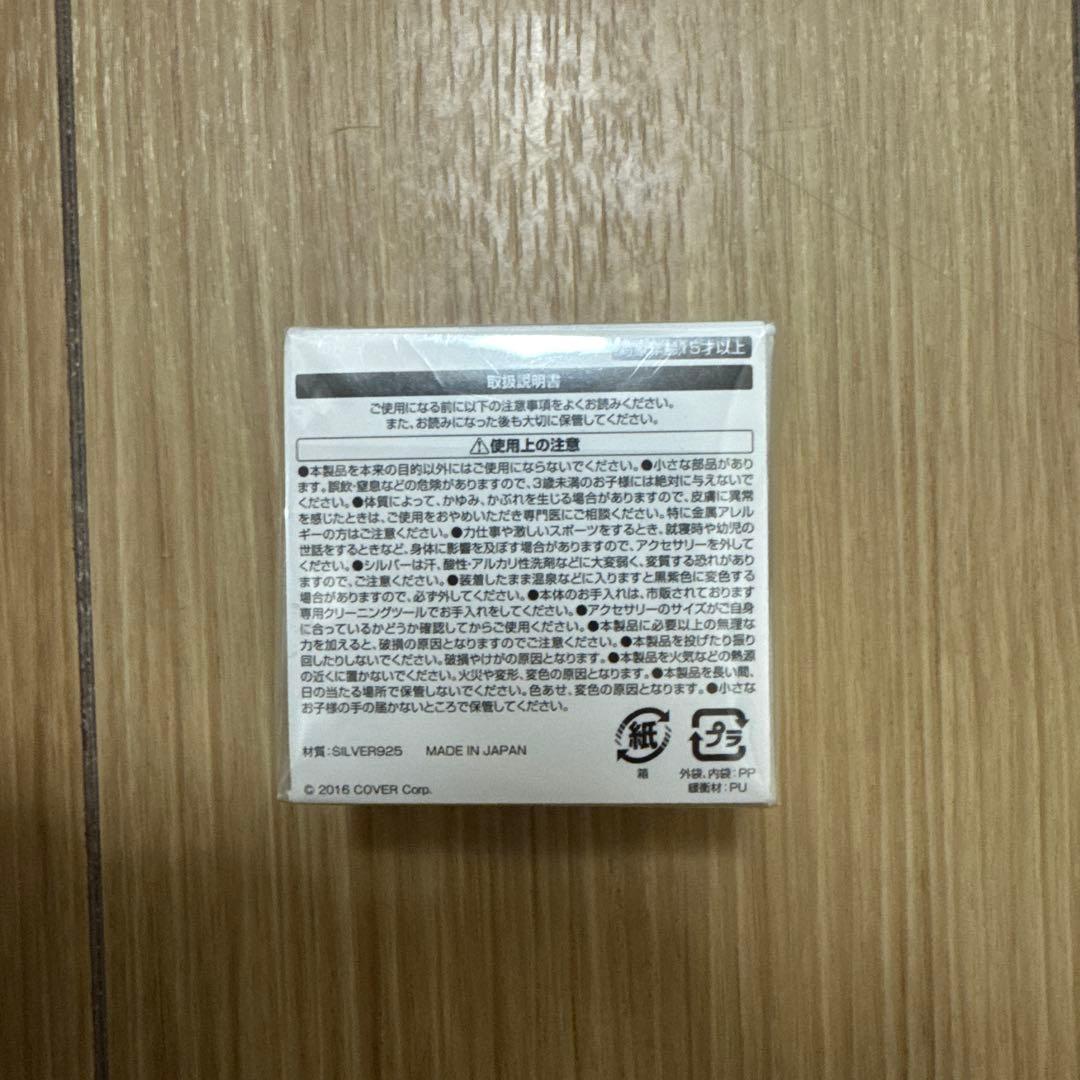 15才以上
取扱説明書
ご使用になる前に以下の注意事項をよくお読みください。
また、お読みになった後も大切に保管してください。
使用上の注意
●本製品を本来の目的以外にはご使用にならないでください。●小さな部品があり
ます。誤飲・窒息などの危険がありますので、3歳未満のお子様には絶対に与えないで
ください。●体質によって、かゆみ、かぶれを生じる場合がありますので、皮膚に異常
を感じたときは、ご使用をおやめいただき専門医にご相談ください。特に金属アレル
ギーの方はご注意ください。●力仕事や激しいスポーツをするとき、就寝時や幼児の
世話をするときなど、身体に影響を及ぼす場合がありますので、アクセサリーを外して
ください。●シルバーは汗、酸性・アルカリ性洗剤などに大変弱く、変質する恐れがあり
ますので、ご注意ください。●装着したまま温泉などに入りますと黒紫色に変色する
場合がありますので、必ず外してください。●本体のお手入れは、市販されております
専用クリーニングツールでお手入れをしてください。●アクセサリーのサイズがご自身
に合っているかどうか確認してからご使用ください。●本製品に必要以上の無理な
力を加えると、破損の原因となりますのでご注意ください。●本製品を投げたり振り
回したりしないでください。破損やけがの原因となります。●本製品を火気などの熱源
の近くに置かないでください。火災や変形、変色の原因となります。●本製品を長い間、
日の当たる場所で保管しないでください。色あせ、変色の原因となります。●小さな
お子様の手の届かないところで保管してください。
紙
プラ
材質:SILVER925 MADE IN JAPAN
箱
外袋、内袋:PP
緩衝材:PU
© 2016 COVER Corp.